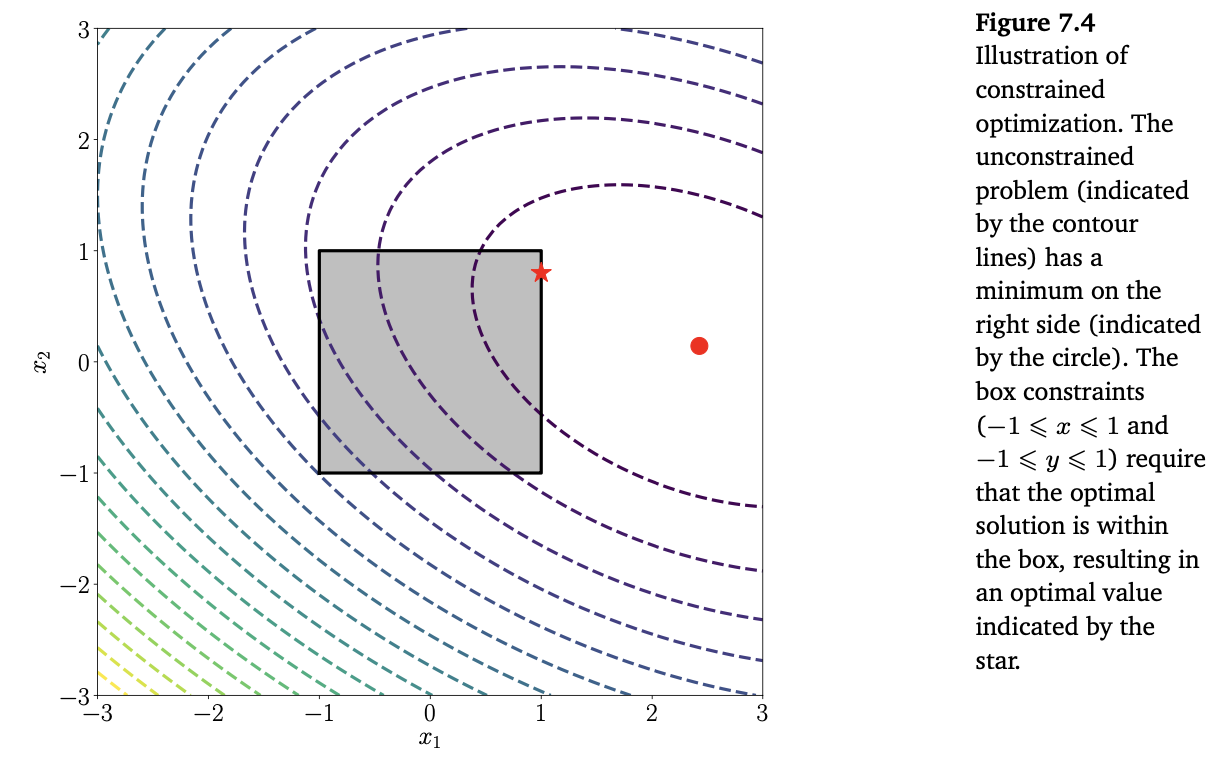 3
2
1
0
−1
−2
−3
x₂
−3 −2 −1 0 1 2 3
x₁
Figure 7.4
Illustration of
constrained
optimization. The
unconstrained
problem (indicated
by the contour
lines) has a
minimum on the
right side (indicated
by the circle). The
box constraints
(−1 ⩽ x ⩽ 1 and
−1 ⩽ y ⩽ 1) require
that the optimal
solution is within
the box, resulting in
an optimal value
indicated by the
star.